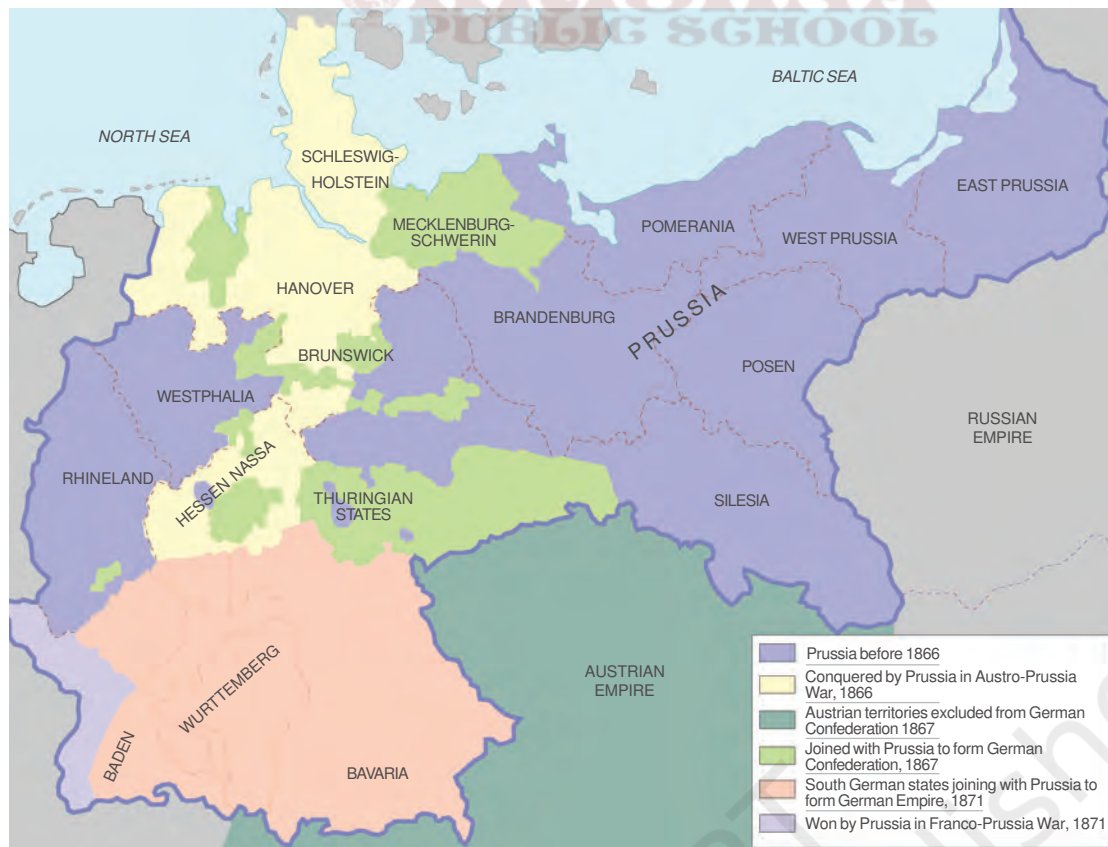 PUBLIC SCHOOL
BALTIC SEA
NORTH SEA
SCHLESWIG-
HOLSTEIN
EAST PRUSSIA
MECKLENBURG-
SCHWERIN
POMERANIA
WEST PRUSSIA
HANOVER
BRANDENBURG
PRUSSIA
BRUNSWICK
POSEN
WESTPHALIA
RUSSIAN
EMPIRE
RHINELAND
HESSEN NASSA
THURINGIAN
STATES
SILESIA
AUSTRIAN
EMPIRE
WURTTEMBERG
BADEN
BAVARIA
Prussia before 1866
Conquered by Prussia in Austro-Prussia
War, 1866
Austrian territories excluded from German
Confederation 1867
Joined with Prussia to form German
Confederation, 1867
South German states joining with Prussia to
form German Empire, 1871
Won by Prussia in Franco-Prussia War, 1871